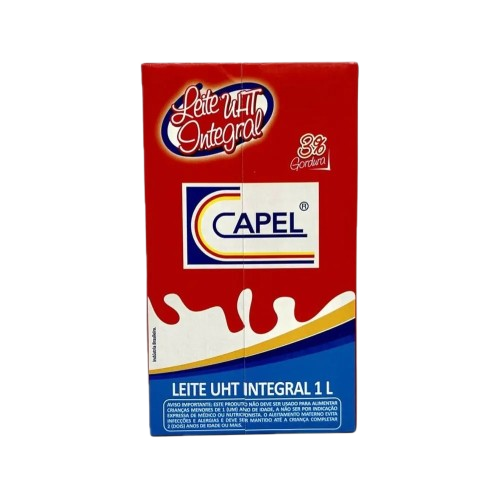 Leite UHT
Integral
3%
Gordura
CAPEL ®
Indústria Brasileira.
LEITE UHT INTEGRAL 1 L
AVISO IMPORTANTE: ESTE PRODUTO NÃO DEVE SER USADO PARA ALIMENTAR
CRIANÇAS MENORES DE 1 (UM) ANO DE IDADE, A NÃO SER POR INDICAÇÃO
EXPRESSA DE MÉDICO OU NUTRICIONISTA. O ALEITAMENTO MATERNO EVITA
INFECÇÕES E ALERGIAS E DEVE SER MANTIDO ATÉ A CRIANÇA COMPLETAR
2 (DOIS) ANOS DE IDADE OU MAIS.